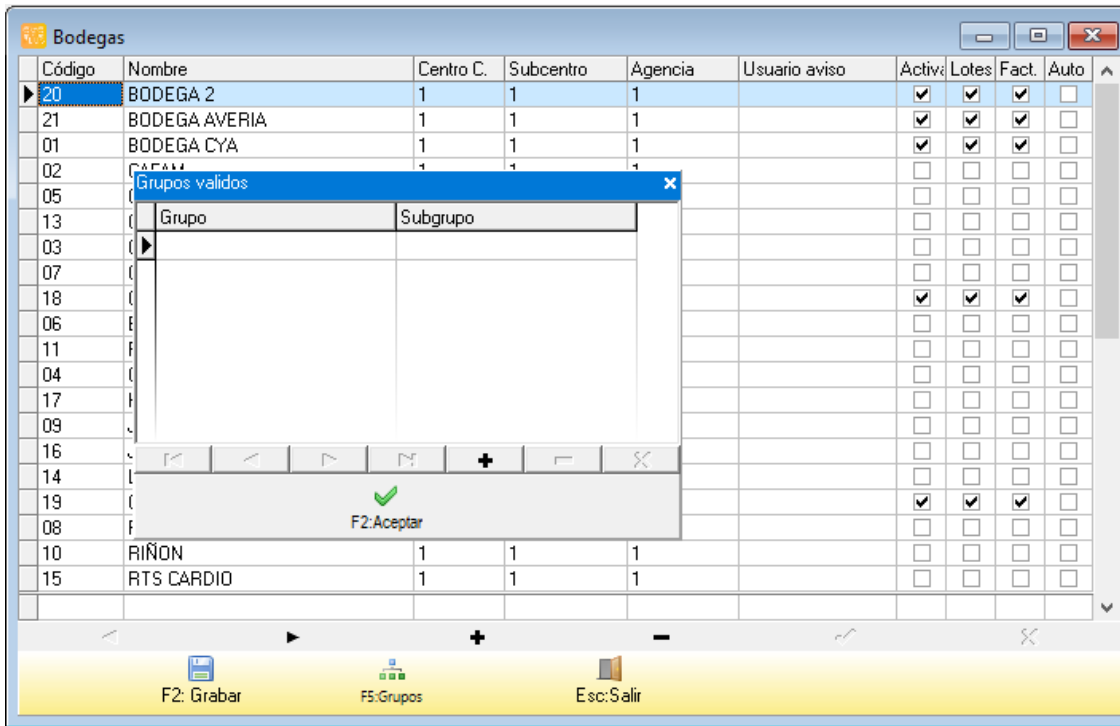 Bodegas
Código Nombre Centro C. Subcentro Agencia Usuario aviso Activa Lotes Fact. Auto
20 BODEGA 2 1 1 1
21 BODEGA AVERIA 1 1 1
01 BODEGA CYA 1 1 1
02
05
13
03
07
18
06
11
04
17
09
16
14
19
08
10 RIÑON 1 1 1
15 RTS CARDIO 1 1 1
Grupos validos
Grupo Subgrupo
F2:Aceptar
F2: Grabar F5:Grupos Esc:Salir